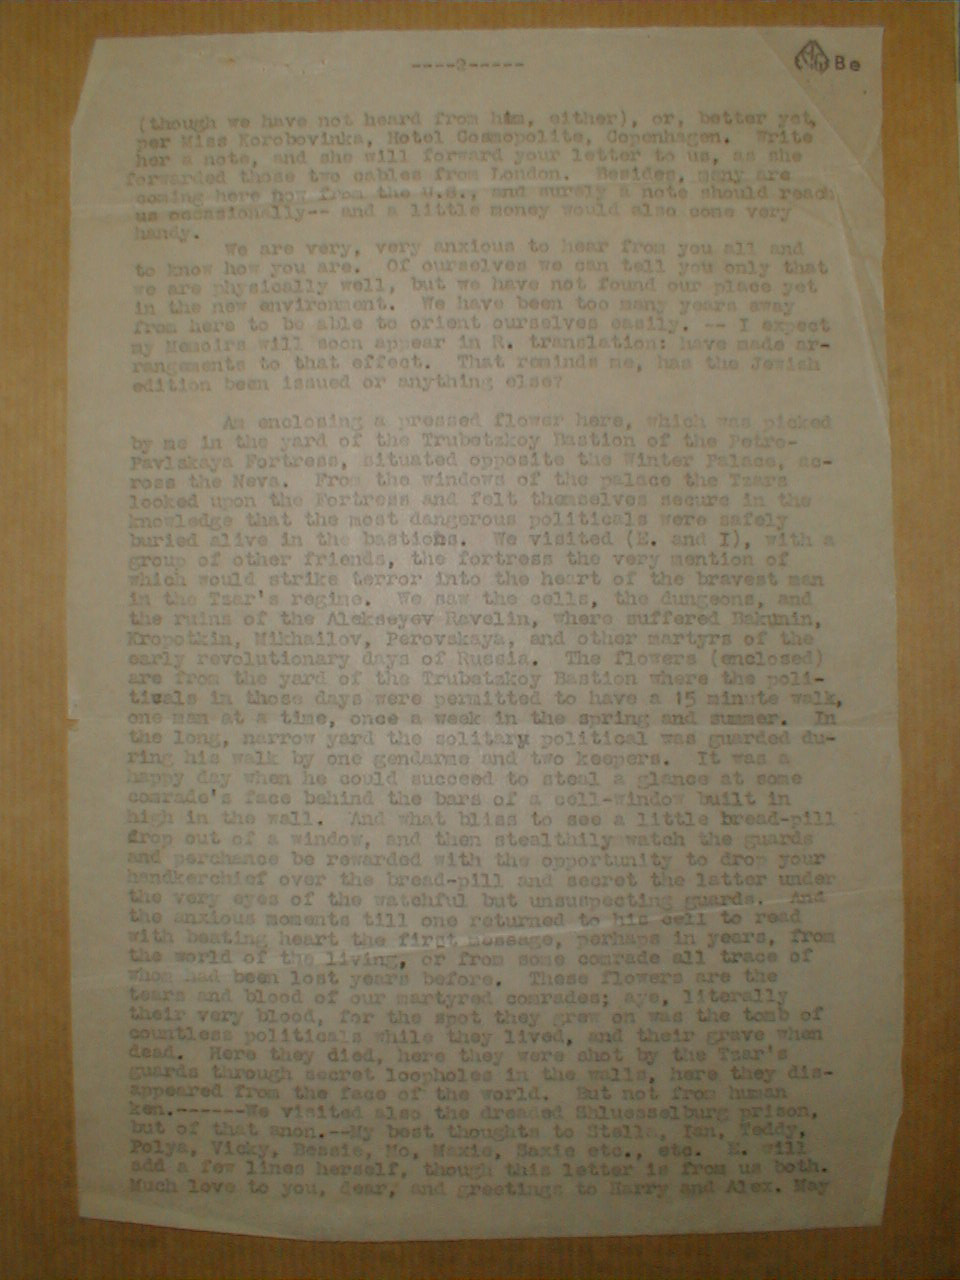 ----2-----
Be
(though we have not heard from him, either), or, better yet,
per Miss Korobovinka, Hotel Cosmopolite, Copenhagen.  Write
her a note, and she will forward your letter to us, as she
forwarded those two cables from London.  Besides, many are
coming here now from the U.S., and surely a note should reach
us occasionally-- and a little money would also come very
handy.
We are very, very anxious to hear from you all and
to know how you are.  Of ourselves we can tell you only that
we are physically well, but we have not found our place yet
in the new environment.  We have been too many years away
from here to be able to orient ourselves easily. -- I expect
my Memoirs will soon appear in R. translation: have made ar-
rangements to that effect.  That reminds me, has the Jewish
edition been issued or anything else?
Am enclosing a pressed flower here, which was picked
by me in the yard of the Trubetzkoy Bastion of the Petro-
Pavlskaya Fortress, situated opposite the Winter Palace, ac-
ross the Neva.  From the windows of the palace the Tzars
looked upon the Fortress and felt themselves secure in the
knowledge that the most dangerous politicals were safely
buried alive in the bastions.  We visited (E. and I), with a
group of other friends, the fortress the very mention of
which would strike terror into the heart of the bravest man
in the Tzar's regime.  We saw the cells, the dungeons, and
the ruins of the Alekseyev Ravelin, where suffered Bakunin,
Kropotkin, Mikhailov, Perovskaya, and other martyrs of the
early revolutionary days of Russia.  The flowers (enclosed)
are from the yard of the Trubetzkoy Bastion where the poli-
ticals in those days were permitted to have a 15 minute walk,
one man at a time, once a week in the spring and summer.  In
the long, narrow yard the solitary political was guarded du-
ring his walk by one gendarme and two keepers.  It was a
happy day when he could succeed to steal a glance at some
comrade's face behind the bars of a cell-window built in
high in the wall.  And what bliss to see a little bread-pill
drop out of a window, and then stealthily watch the guards
and perchance be rewarded with the opportunity to drop your
handkerchief over the bread-pill and secret the latter under
the very eyes of the watchful but unsuspecting guards.  And
the anxious moments till one returned to his cell to read
with beating heart the first message, perhaps in years, from
the world of the living, or from some comrade all trace of
whom had been lost years before.  These flowers are the
tears and blood of our martyred comrades; aye, literally
their very blood, for the spot they grew on was the tomb of
countless politicals while they lived, and their grave when
dead.  Here they died, here they were shot by the Tzar's
guards through secret loopholes in the walls, here they dis-
appeared from the face of the world.  But not from human
ken.------We visited also the dreaded Shluesselburg prison,
but of that anon.--My best thoughts to Stella, Ian, Teddy,
Polya, Vicky, Bessie, Mo, Maxie, Saxie etc., etc.  E. will
add a few lines herself, though this letter is from us both.
Much love to you, dear, and greetings to Harry and Alex. May